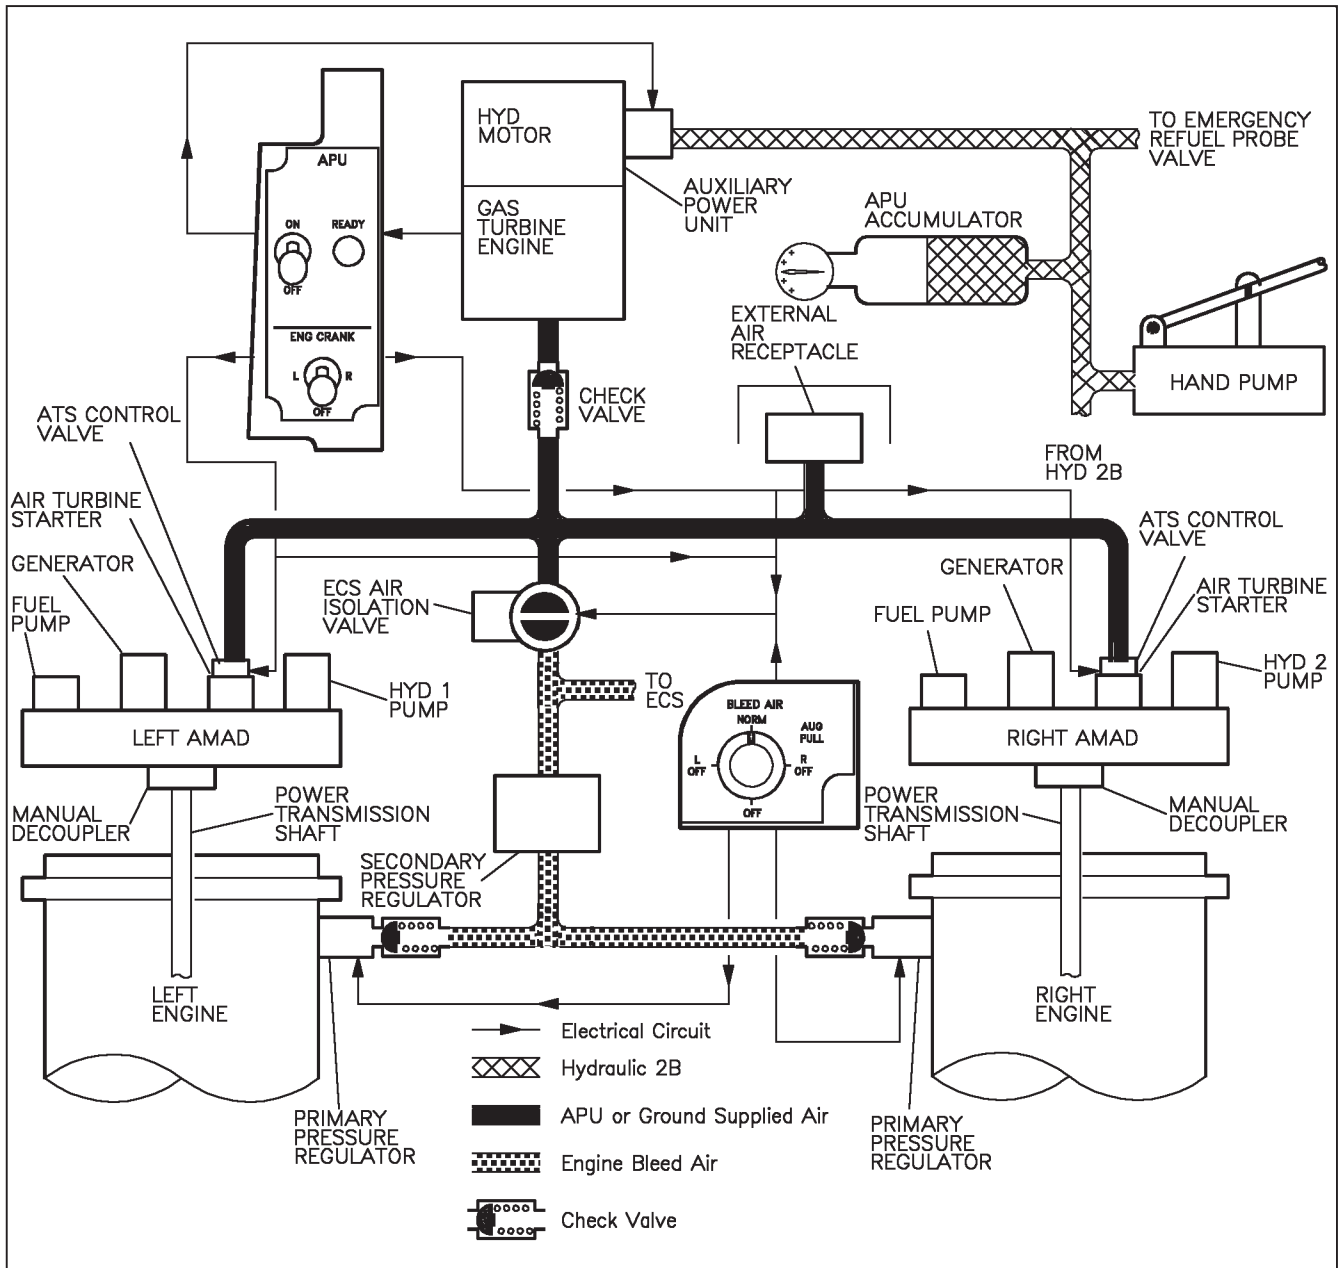 HYD
MOTOR
TO EMERGENCY
REFUEL PROBE
VALVE
APU
AUXILIARY
POWER
UNIT
APU
ACCUMULATOR
GAS
TURBINE
ENGINE
ON
READY
OFF
EXTERNAL
AIR
RECEPTACLE
ENG CRANK
L
R
OFF
CHECK
VALVE
HAND PUMP
ATS CONTROL
VALVE
FROM
HYD 2B
AIR TURBINE
STARTER
ATS CONTROL
VALVE
GENERATOR
GENERATOR
ECS AIR
ISOLATION
VALVE
AIR TURBINE
STARTER
FUEL
PUMP
FUEL PUMP
HYD 1
PUMP
TO
ECS
HYD 2
PUMP
BLEED AIR
NORM
AUG
PULL
L
OFF
R
OFF
OFF
LEFT AMAD
RIGHT AMAD
MANUAL
DECOUPLER
POWER
TRANSMISSION
SHAFT
POWER
TRANSMISSION
SHAFT
MANUAL
DECOUPLER
SECONDARY
PRESSURE
REGULATOR
LEFT
ENGINE
RIGHT
ENGINE
PRIMARY
PRESSURE
REGULATOR
PRIMARY
PRESSURE
REGULATOR
Electrical Circuit
Hydraulic 2B
APU or Ground Supplied Air
Engine Bleed Air
Check Valve